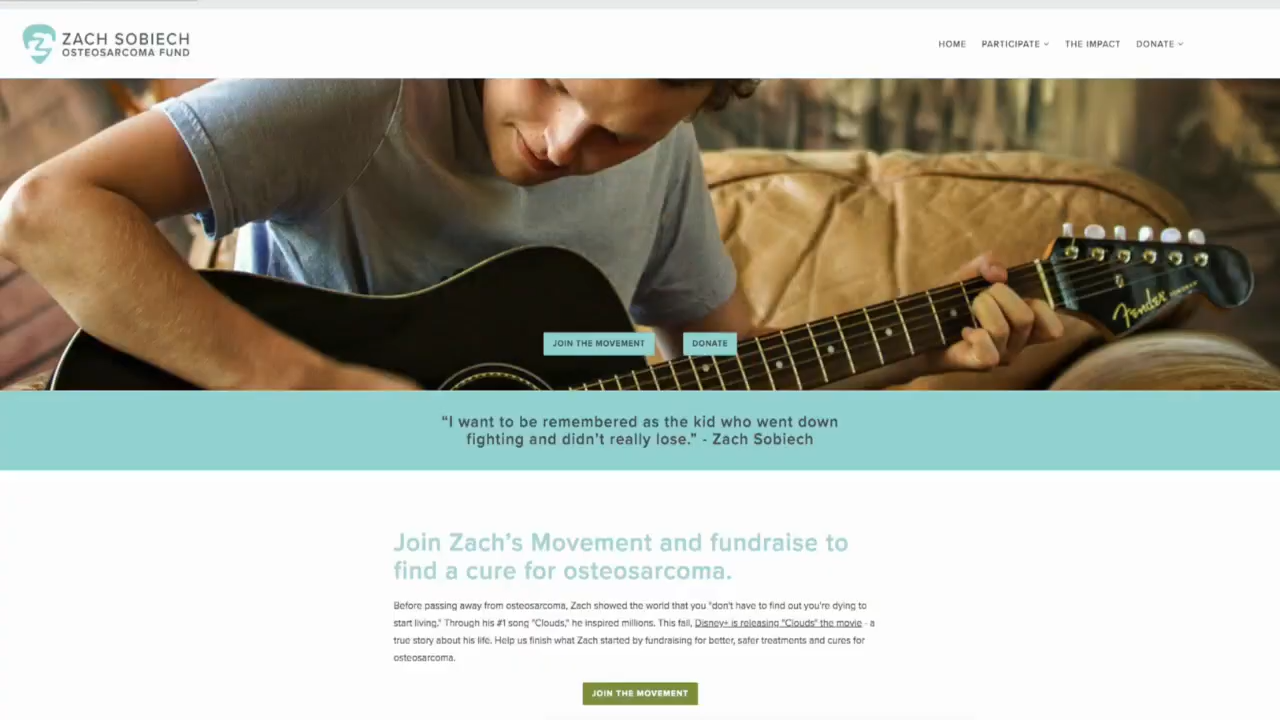 ZACH SOBIECH
OSTEOSARCOMA FUND
HOME PARTICIPATE THE IMPACT DONATE
Fender
JOIN THE MOVEMENT DONATE
“I want to be remembered as the kid who went down
fighting and didn’t really lose.” - Zach Sobiech
Join Zach’s Movement and fundraise to
find a cure for osteosarcoma.
Before passing away from osteosarcoma, Zach showed the world that you "don't have to find out you're dying to
start living." Through his #1 song "Clouds," he inspired millions. This fall, Disney+ is releasing "Clouds" the movie - a
true story about his life. Help us finish what Zach started by fundraising for better, safer treatments and cures for
osteosarcoma.
JOIN THE MOVEMENT